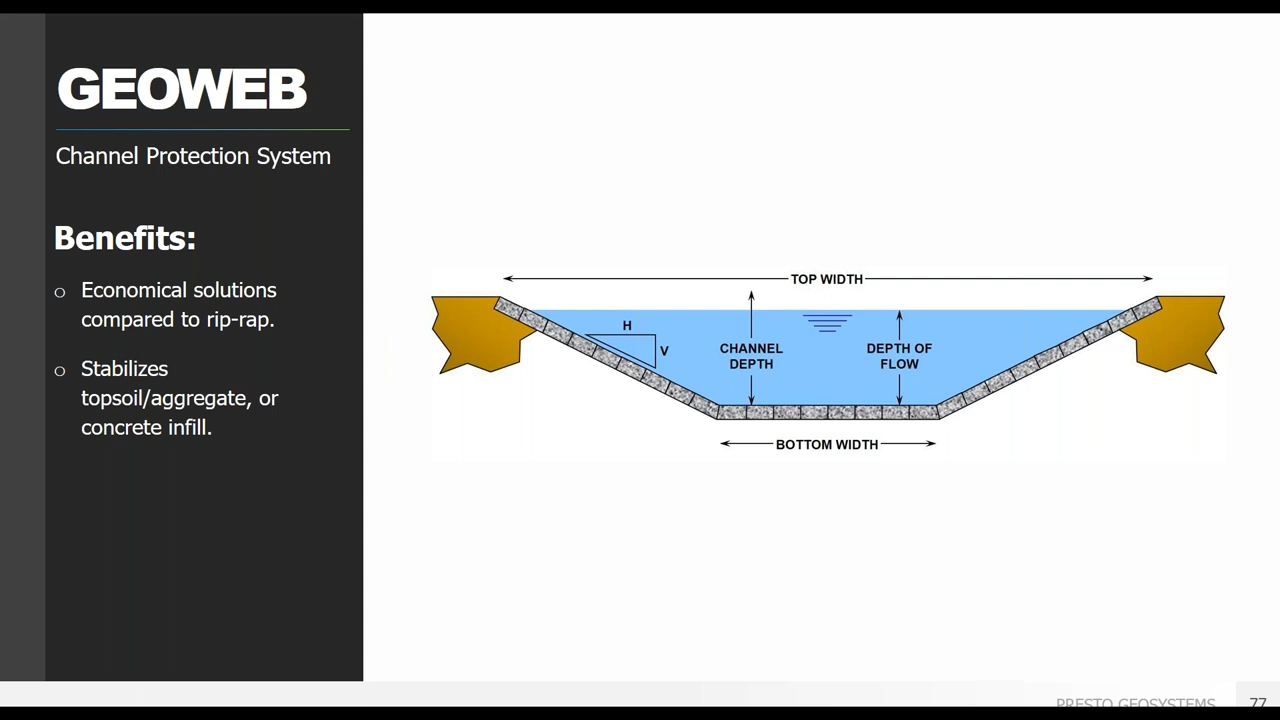 GEOWEB
Channel Protection System
Benefits:
o Economical solutions
compared to rip-rap.
o Stabilizes
topsoil/aggregate, or
concrete infill.
TOP WIDTH
H
V
CHANNEL
DEPTH
DEPTH OF
FLOW
BOTTOM WIDTH
PRESTO GEOSYSTEMS
77